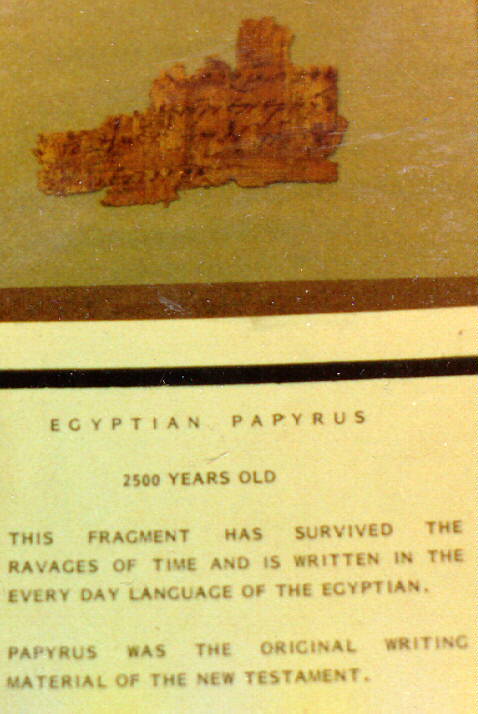 EGYPTIAN PAPYRUS
2500 YEARS OLD
THIS FRAGMENT HAS SURVIVED THE
RAVAGES OF TIME AND IS WRITTEN IN THE
EVERY DAY LANGUAGE OF THE EGYPTIAN.
PAPYRUS WAS THE ORIGINAL WRITING
MATERIAL OF THE NEW TESTAMENT.